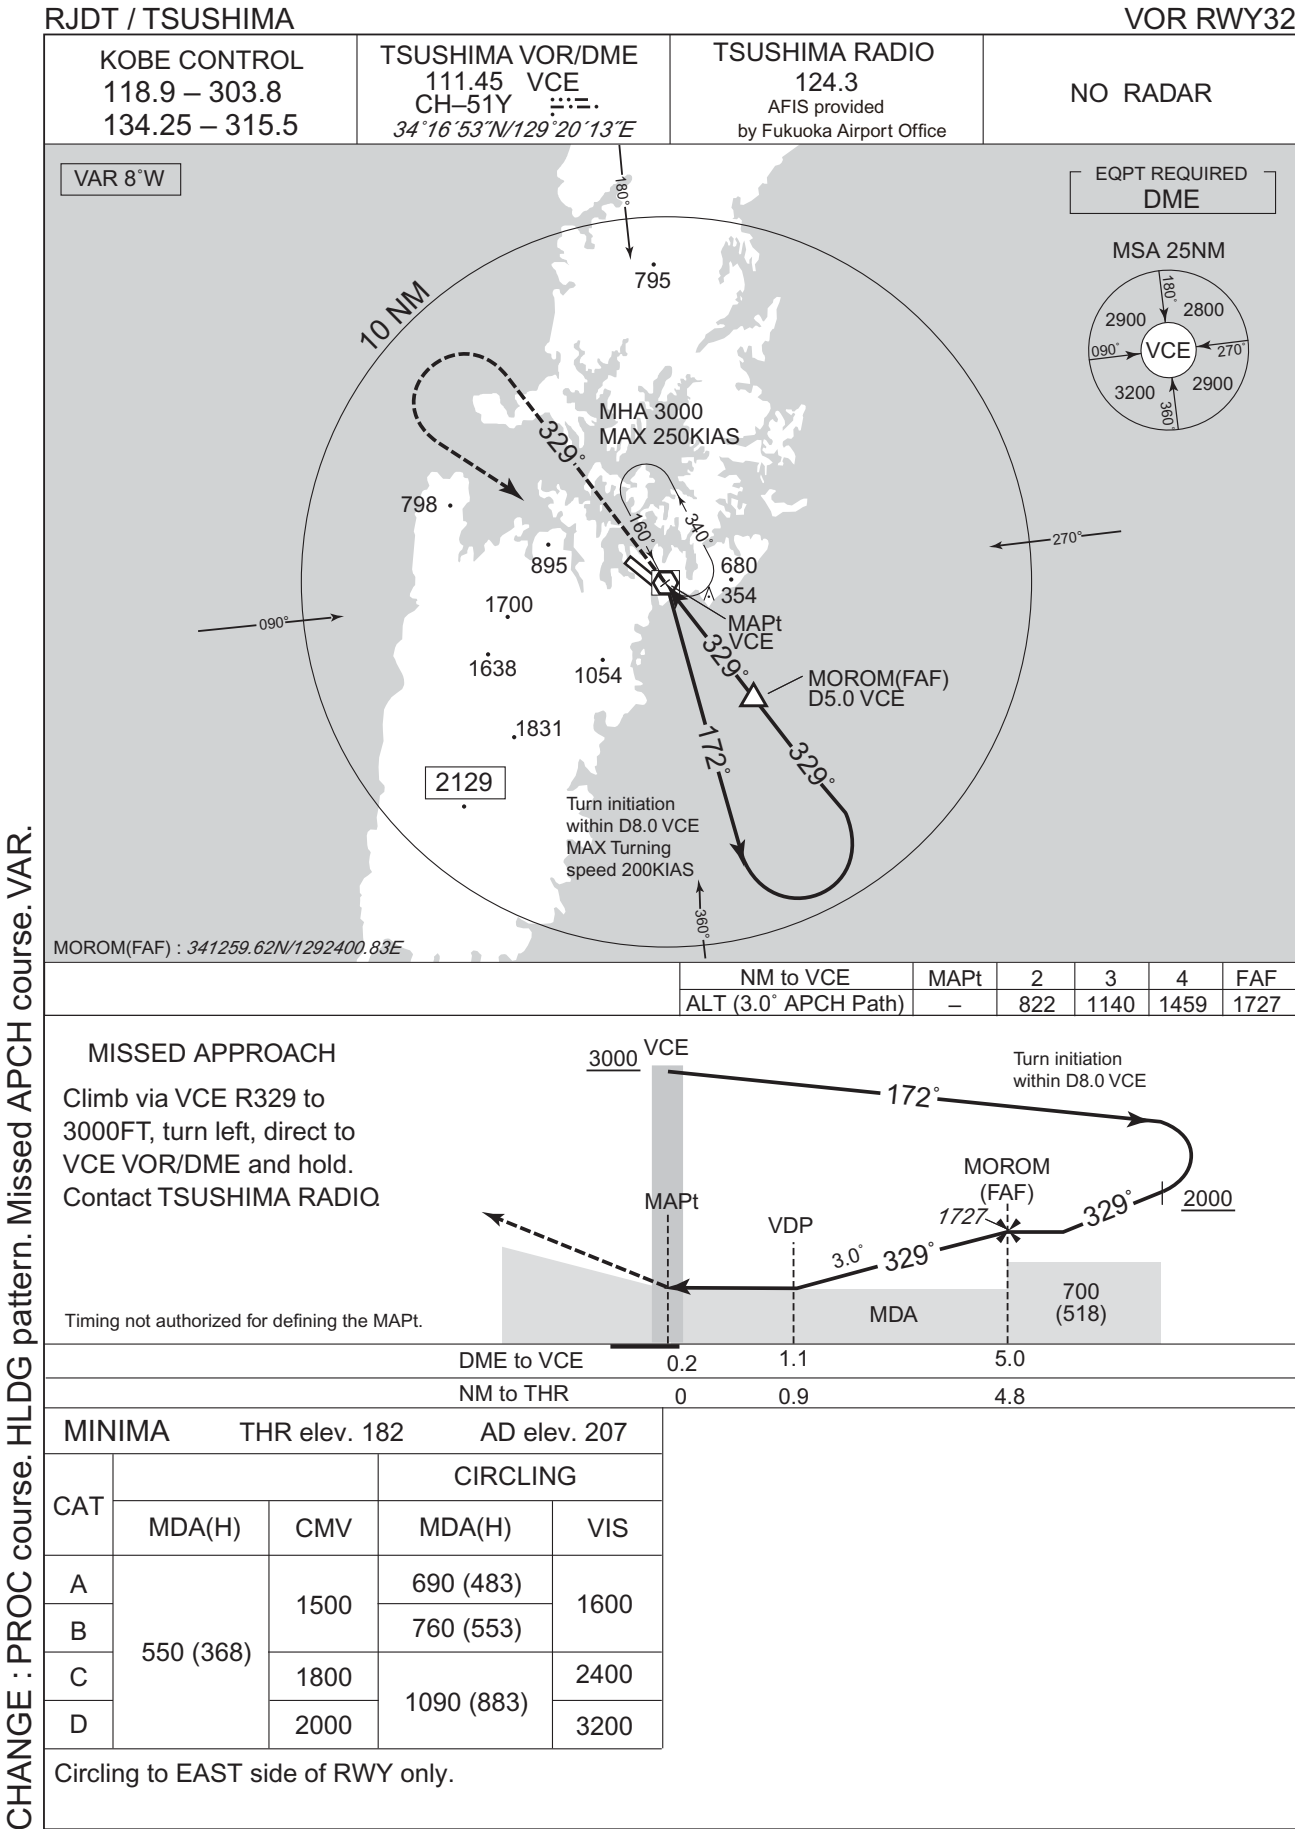 RJDT / TSUSHIMA
VOR RWY32
KOBE CONTROL
118.9 – 303.8
134.25 – 315.5
TSUSHIMA VOR/DME
111.45 VCE
CH–51Y
34˚16´53˝N/129˚20´13˝E
TSUSHIMA RADIO
124.3
AFIS provided
by Fukuoka Airport Office
NO RADAR
VAR 8˚W
EQPT REQUIRED
DME
MSA 25NM
180˚
2900
2800
090˚
VCE
270˚
3200
2900
360˚
180˚
795
10 NM
MHA 3000
MAX 250KIAS
329˚
798
160˚
340˚
270˚
895
680
354
1700
090˚
MAPt
VCE
329˚
1638
1054
MOROM(FAF)
D5.0 VCE
1831
172˚
329˚
2129
Turn initiation
within D8.0 VCE
MAX Turning
speed 200KIAS
360˚
MOROM(FAF) : 341259.62N/1292400.83E
NM to VCE MAPt 2 3 4 FAF
ALT (3.0˚ APCH Path) – 822 1140 1459 1727
MISSED APPROACH
Climb via VCE R329 to
3000FT, turn left, direct to
VCE VOR/DME and hold.
Contact TSUSHIMA RADIO.
Timing not authorized for defining the MAPt.
3000
VCE
Turn initiation
within D8.0 VCE
172˚
MOROM
(FAF)
MAPt
VDP
1727
329˚
2000
3.0˚
329˚
MDA
700
(518)
DME to VCE 0.2 1.1 5.0
NM to THR 0 0.9 4.8
MINIMA THR elev. 182 AD elev. 207
CAT
CIRCLING
MDA(H) CMV MDA(H) VIS
A
B
C
D
550 (368)
1500
1800
2000
690 (483)
760 (553)
1090 (883)
1600
2400
3200
Circling to EAST side of RWY only.
CHANGE : PROC course. HLDG pattern. Missed APCH course. VAR.